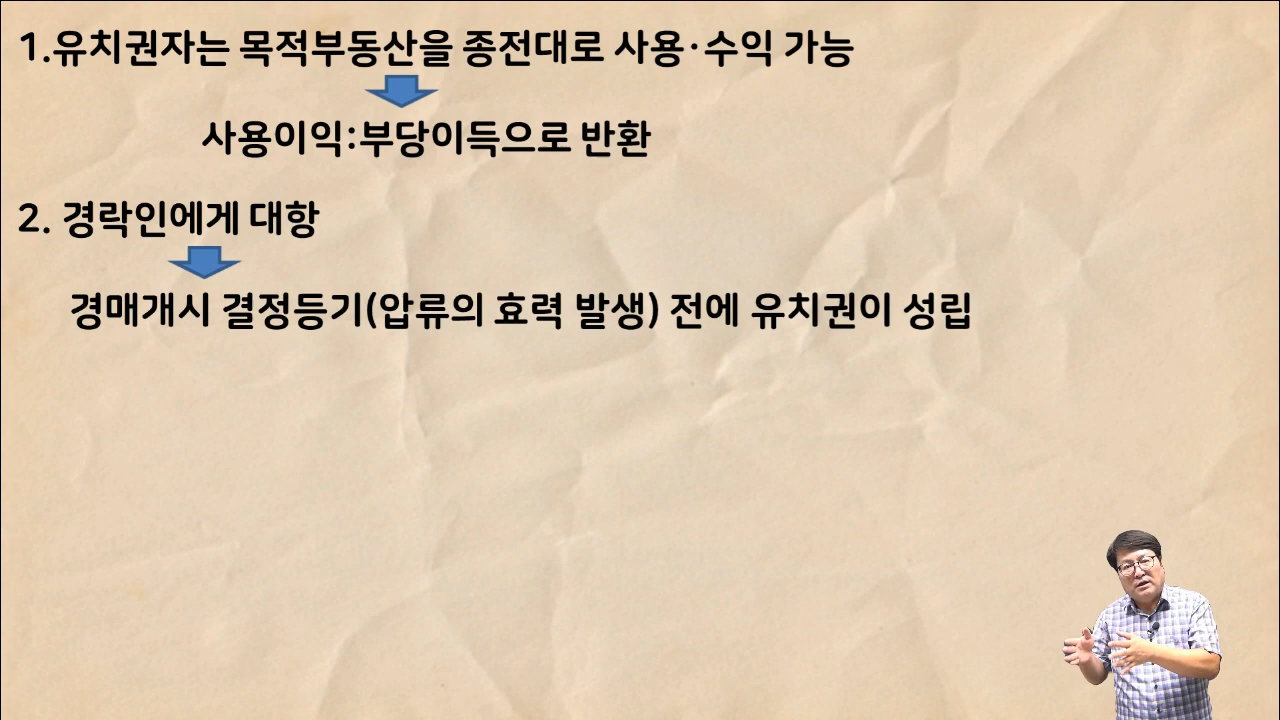 1.유치권자는 목적부동산을 종전대로 사용·수익 가능
사용이익:부당이득으로 반환
2. 경락인에게 대항
경매개시 결정등기(압류의 효력 발생) 전에 유치권이 성립